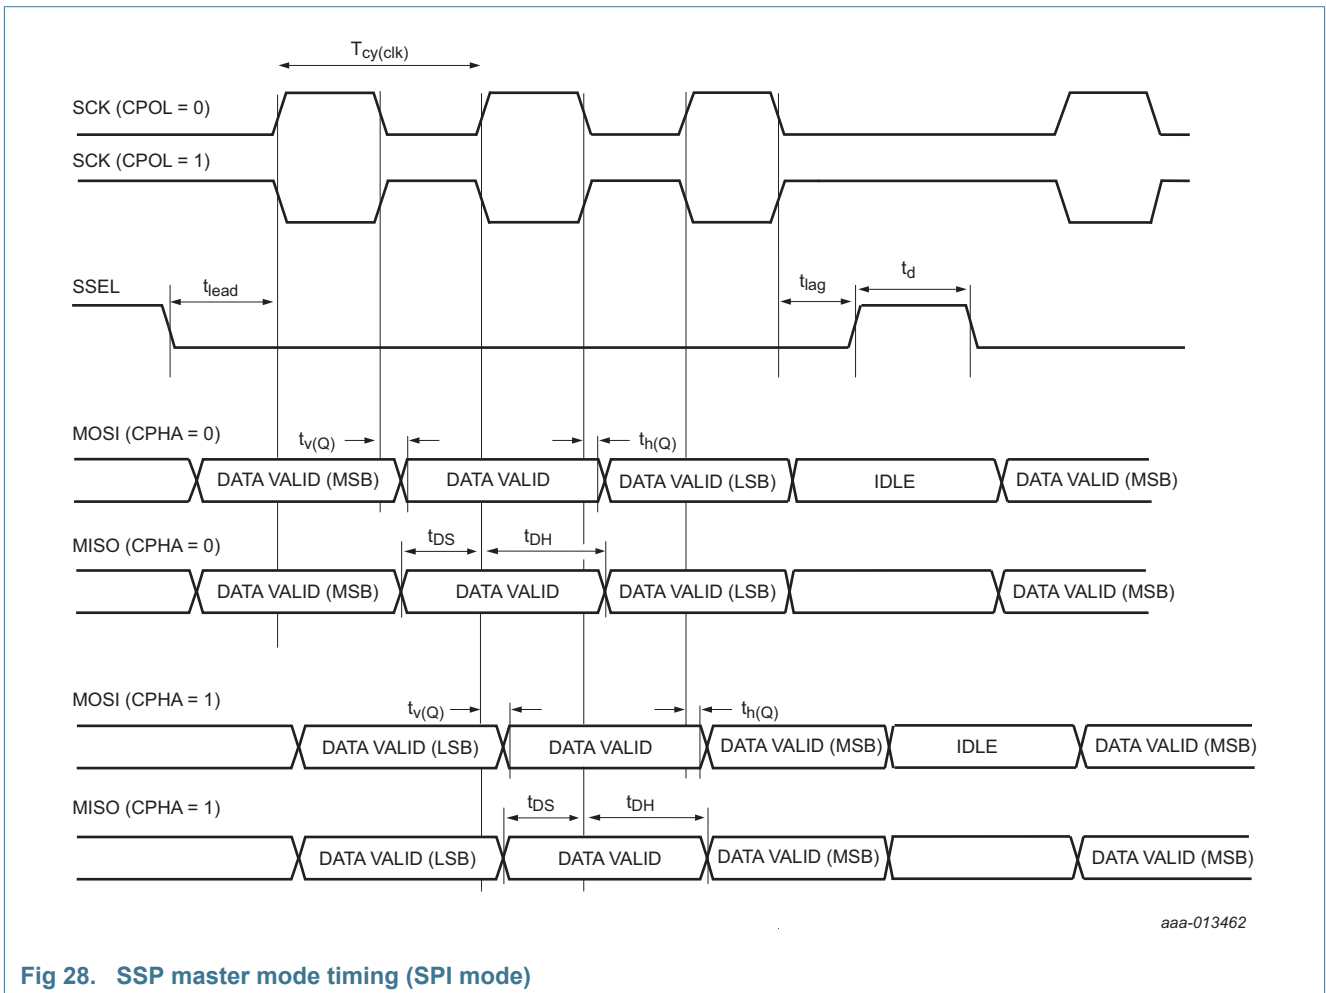 Tcy(clk)
SCK (CPOL = 0)
SCK (CPOL = 1)
SSEL
tlead
tlag
td
MOSI (CPHA = 0)
tv(Q)
th(Q)
DATA VALID (MSB) DATA VALID DATA VALID (LSB) IDLE DATA VALID (MSB)
MISO (CPHA = 0)
tDS
tDH
DATA VALID (MSB) DATA VALID DATA VALID (LSB) DATA VALID (MSB)
MOSI (CPHA = 1)
tv(Q)
th(Q)
DATA VALID (LSB) DATA VALID DATA VALID (MSB) IDLE DATA VALID (MSB)
MISO (CPHA = 1)
tDS
tDH
DATA VALID (LSB) DATA VALID DATA VALID (MSB) DATA VALID (MSB)
aaa-013462
Fig 28. SSP master mode timing (SPI mode)